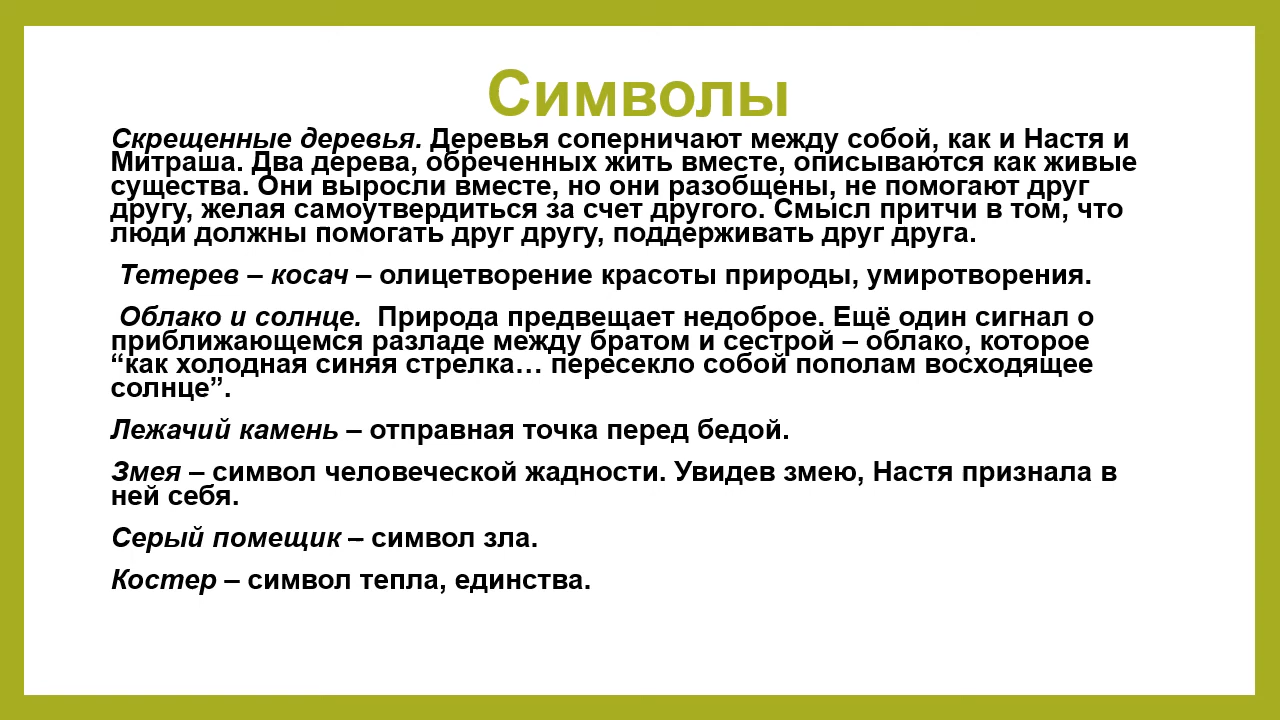 Символы
Скрещенные деревья. Деревья соперничают между собой, как и Настя и
Митраша. Два дерева, обреченных жить вместе, описываются как живые
существа. Они выросли вместе, но они разобщены, не помогают друг
другу, желая самоутвердиться за счет другого. Смысл притчи в том, что
люди должны помогать друг другу, поддерживать друг друга.
Тетерев – косач – олицетворение красоты природы, умиротворения.
Облако и солнце. Природа предвещает недоброе. Ещё один сигнал о
приближающемся разладе между братом и сестрой – облако, которое
“как холодная синяя стрелка… пересекло собой пополам восходящее
солнце”.
Лежачий камень – отправная точка перед бедой.
Змея – символ человеческой жадности. Увидев змею, Настя признала в
ней себя.
Серый помещик – символ зла.
Костер – символ тепла, единства.